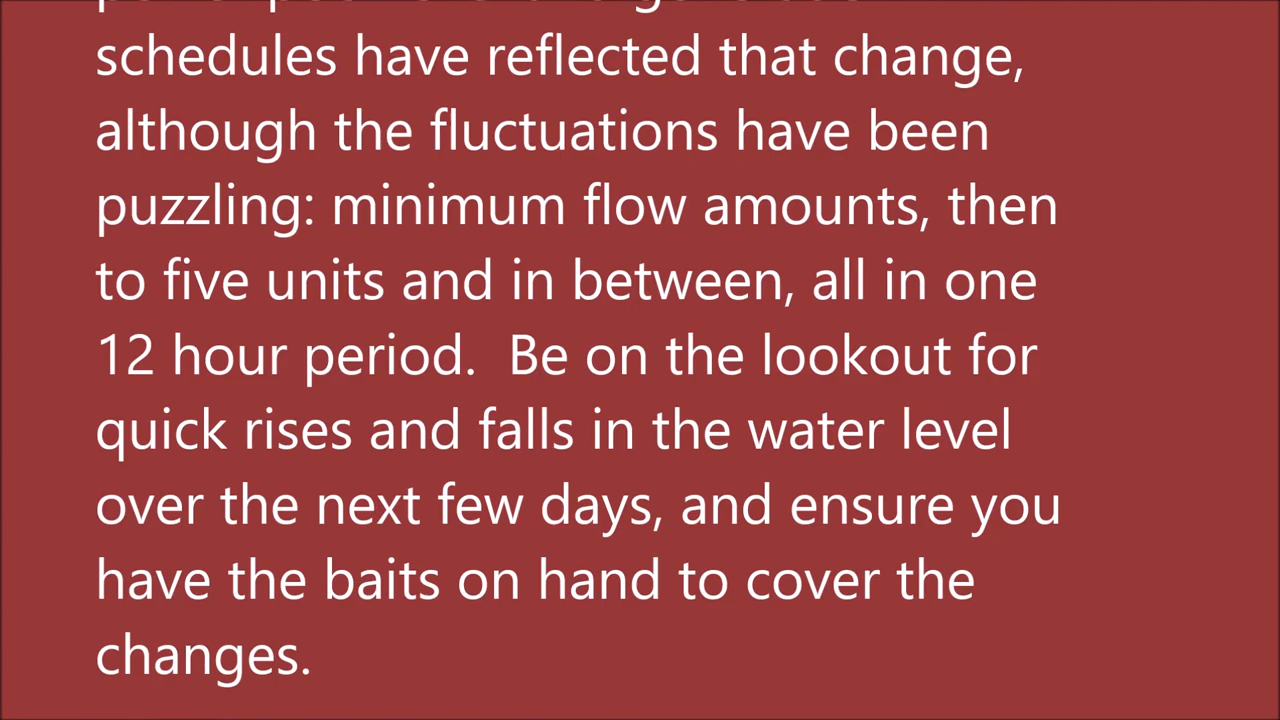 schedules have reflected that change,
although the fluctuations have been
puzzling: minimum flow amounts, then
to five units and in between, all in one
12 hour period.  Be on the lookout for
quick rises and falls in the water level
over the next few days, and ensure you
have the baits on hand to cover the
changes.